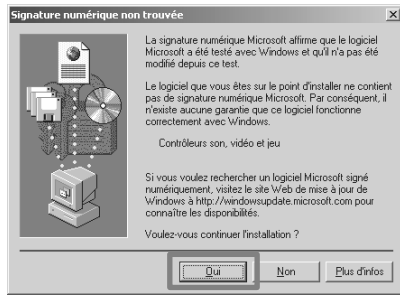 Signature numérique non trouvée
La signature numérique Microsoft affirme que le logiciel
Microsoft a été testé avec Windows et qu'il n'a pas été
modifié depuis ce test.
Le logiciel que vous êtes sur le point d'installer ne contient
pas de signature numérique Microsoft. Par conséquent, il
n'existe aucune garantie que ce logiciel fonctionne
correctement avec Windows.
Contrôleurs son, vidéo et jeu
Si vous voulez rechercher un logiciel Microsoft signé
numériquement, visitez le site Web de mise à jour de
Windows à http://windowsupdate.microsoft.com pour
connaître les disponibilités.
Voulez-vous continuer l'installation ?
Oui Non Plus d'infos